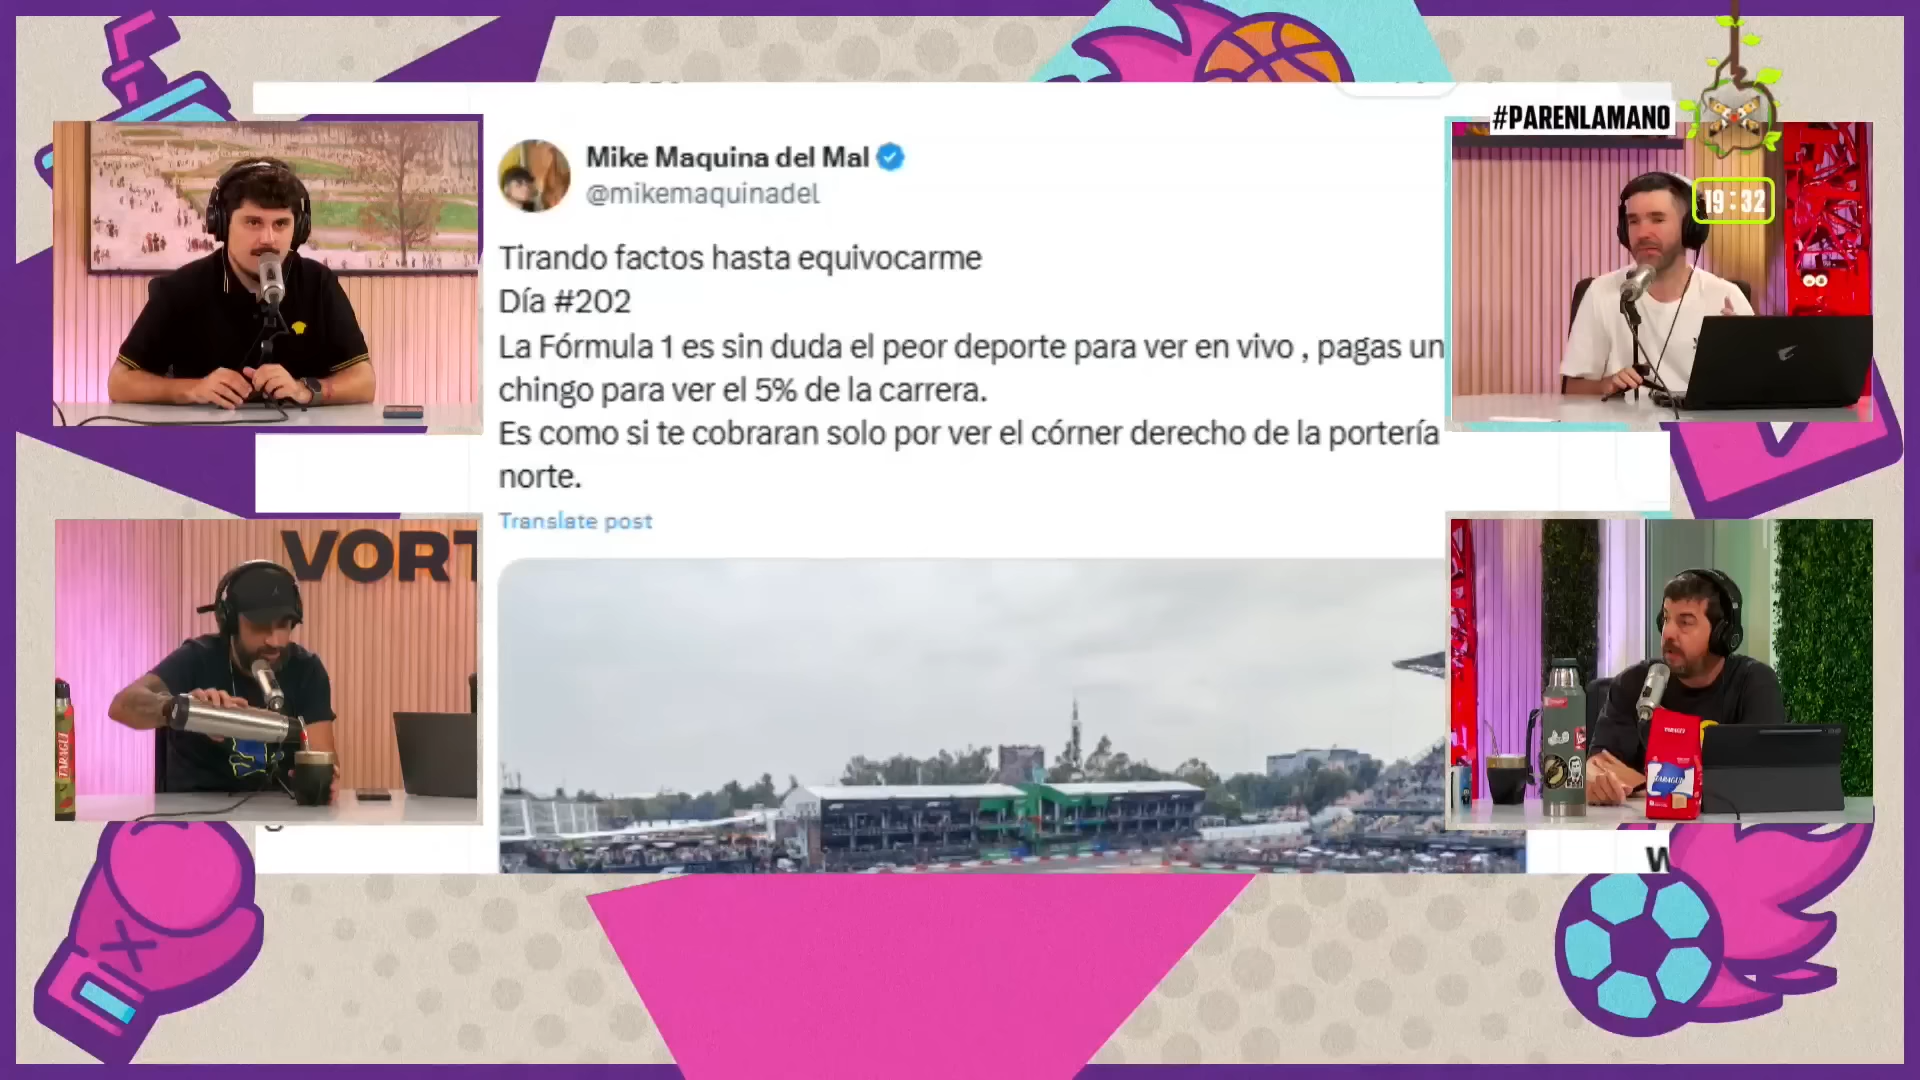 #PARENLAMANO
19:32
Mike Maquina del Mal
@mikemaquinadel
Tirando factos hasta equivocarme
Día #202
La Fórmula 1 es sin duda el peor deporte para ver en vivo , pagas un
chingo para ver el 5% de la carrera.
Es como si te cobraran solo por ver el córner derecho de la portería
norte.
Translate post
VORT
TARAGUI
TARAGUI
W